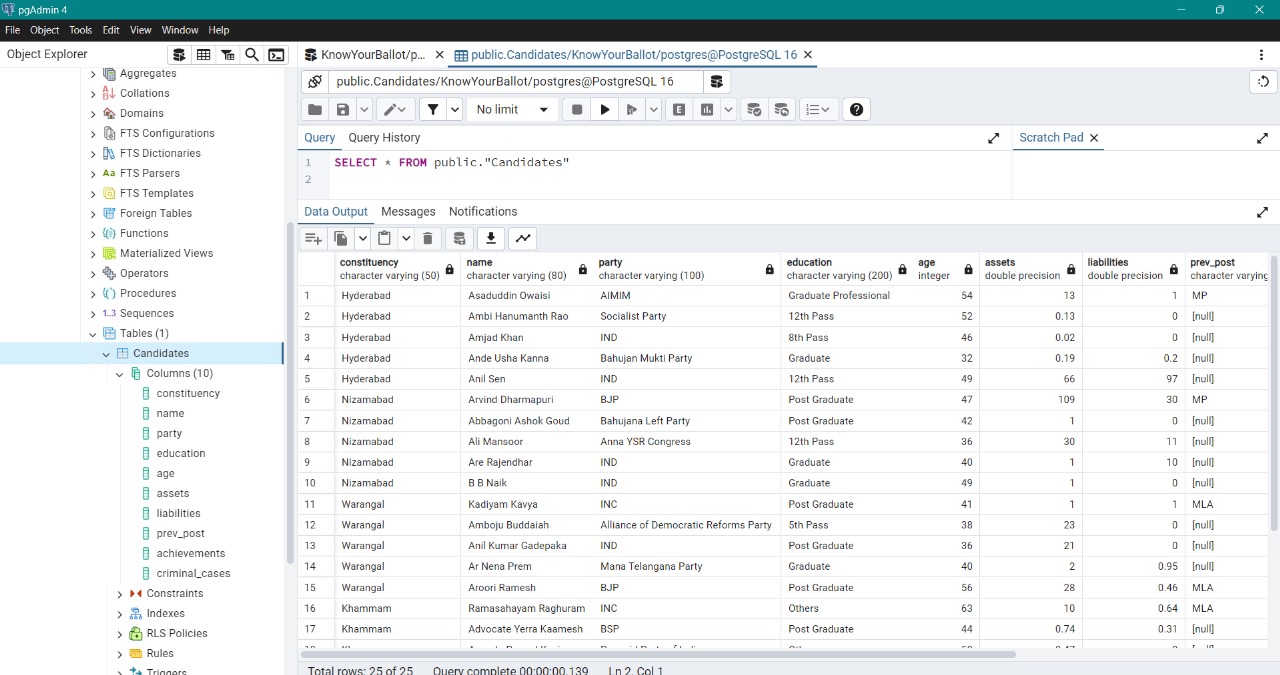 pgAdmin 4
File Object Tools Edit View Window Help
Object Explorer
KnowYourBallot/p... public.Candidates/KnowYourBallot/postgres@PostgreSQL 16
public.Candidates/KnowYourBallot/postgres@PostgreSQL 16
No limit
Query Query History
Scratch Pad
1 SELECT * FROM public."Candidates"
2
Data Output Messages Notifications
Aggregates
Collations
Domains
FTS Configurations
FTS Dictionaries
Aa FTS Parsers
FTS Templates
Foreign Tables
Functions
Materialized Views
Operators
Procedures
1..3 Sequences
Tables (1)
Candidates
Columns (10)
constituency
name
party
education
age
assets
liabilities
prev_post
achievements
criminal_cases
Constraints
Indexes
RLS Policies
Rules
Triggers
constituency name party education age assets liabilities prev_post
character varying (50) character varying (80) character varying (100) character varying (200) integer double precision double precision character varying
1 Hyderabad Asaduddin Owaisi AIMIM Graduate Professional 54 13 1 MP
2 Hyderabad Ambi Hanumanth Rao Socialist Party 12th Pass 52 0.13 0 [null]
3 Hyderabad Amjad Khan IND 8th Pass 46 0.02 0 [null]
4 Hyderabad Ande Usha Kanna Bahujan Mukti Party Graduate 32 0.19 0.2 [null]
5 Hyderabad Anil Sen IND 12th Pass 49 66 97 [null]
6 Nizamabad Arvind Dharmapuri BJP Post Graduate 47 109 30 MP
7 Nizamabad Abbagoni Ashok Goud Bahujana Left Party Post Graduate 42 1 0 [null]
8 Nizamabad Ali Mansoor Anna YSR Congress 12th Pass 36 30 11 [null]
9 Nizamabad Are Rajendhar IND Graduate 40 1 10 [null]
10 Nizamabad B B Naik IND Graduate 49 1 0 [null]
11 Warangal Kadiyam Kavya INC Post Graduate 41 1 1 MLA
12 Warangal Amboju Buddaiah Alliance of Democratic Reforms Party 5th Pass 38 23 0 [null]
13 Warangal Anil Kumar Gadepaka IND Post Graduate 36 21 0 [null]
14 Warangal Ar Nena Prem Mana Telangana Party Graduate 40 2 0.95 [null]
15 Warangal Aroori Ramesh BJP Post Graduate 56 28 0.46 MLA
16 Khammam Ramasahayam Raghuram INC Others 63 10 0.64 MLA
17 Khammam Advocate Yerra Kaamesh BSP Post Graduate 44 0.74 0.31 [null]
Total rows: 25 of 25 Query complete 00:00:00.139 Ln 2, Col 1